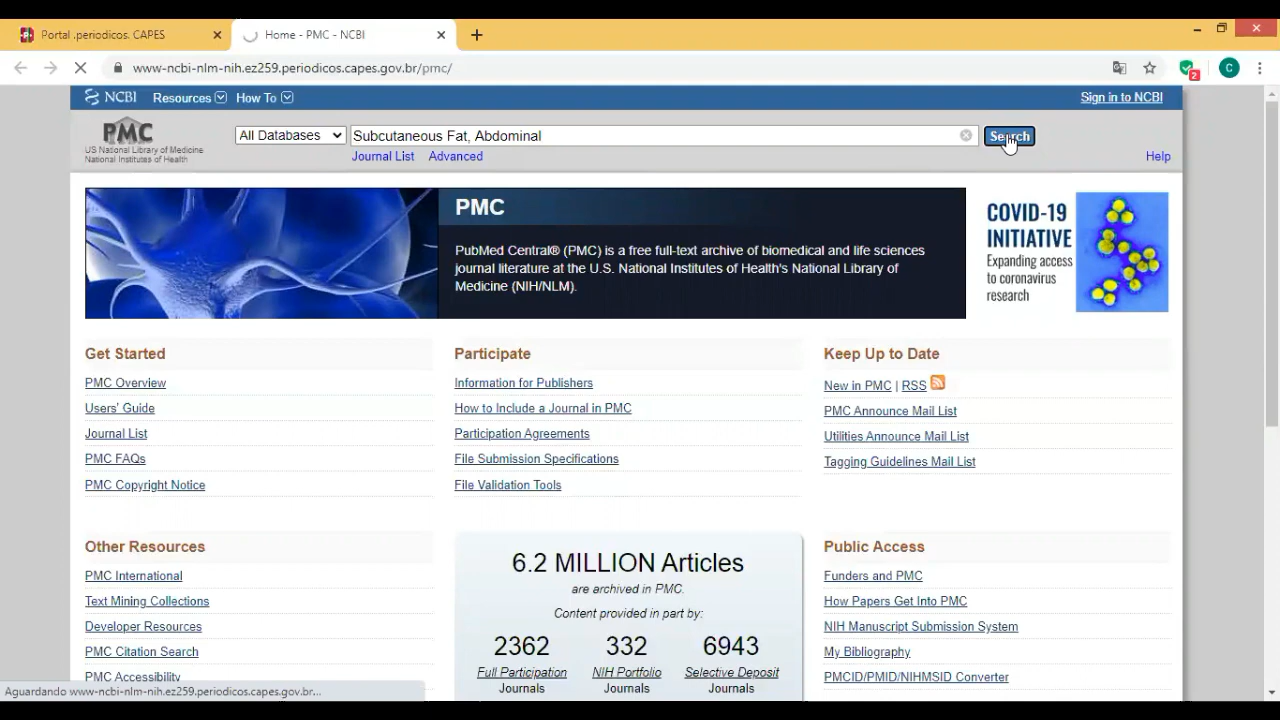 Portal .periodicos. CAPES
Home - PMC - NCBI
www-ncbi-nlm-nih.ez259.periodicos.capes.gov.br/pmc/
2
C
NCBI Resources How To Sign in to NCBI
PMC
US National Library of Medicine
National Institutes of Health
All Databases Subcutaneous Fat, Abdominal Search
Journal List Advanced Help
PMC
PubMed Central® (PMC) is a free full-text archive of biomedical and life sciences
journal literature at the U.S. National Institutes of Health's National Library of
Medicine (NIH/NLM).
COVID-19
INITIATIVE
Expanding access
to coronavirus
research
Get Started
PMC Overview
Users' Guide
Journal List
PMC FAQs
PMC Copyright Notice
Participate
Information for Publishers
How to Include a Journal in PMC
Participation Agreements
File Submission Specifications
File Validation Tools
Keep Up to Date
New in PMC | RSS
PMC Announce Mail List
Utilities Announce Mail List
Tagging Guidelines Mail List
Other Resources
PMC International
Text Mining Collections
Developer Resources
PMC Citation Search
PMC Accessibility
6.2 MILLION Articles
are archived in PMC.
Content provided in part by:
2362 332 6943
Full Participation NIH Portfolio Selective Deposit
Journals Journals Journals
Public Access
Funders and PMC
How Papers Get Into PMC
NIH Manuscript Submission System
My Bibliography
PMCID/PMID/NIHMSID Converter
Aguardando www-ncbi-nlm-nih.ez259.periodicos.capes.gov.br...